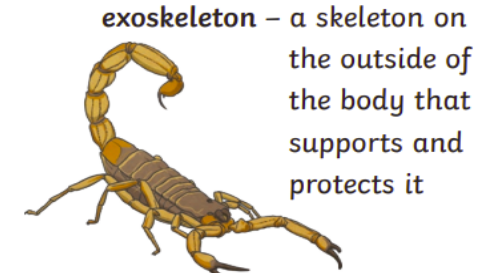 exoskeleton – a skeleton on
the outside of
the body that
supports and
protects it